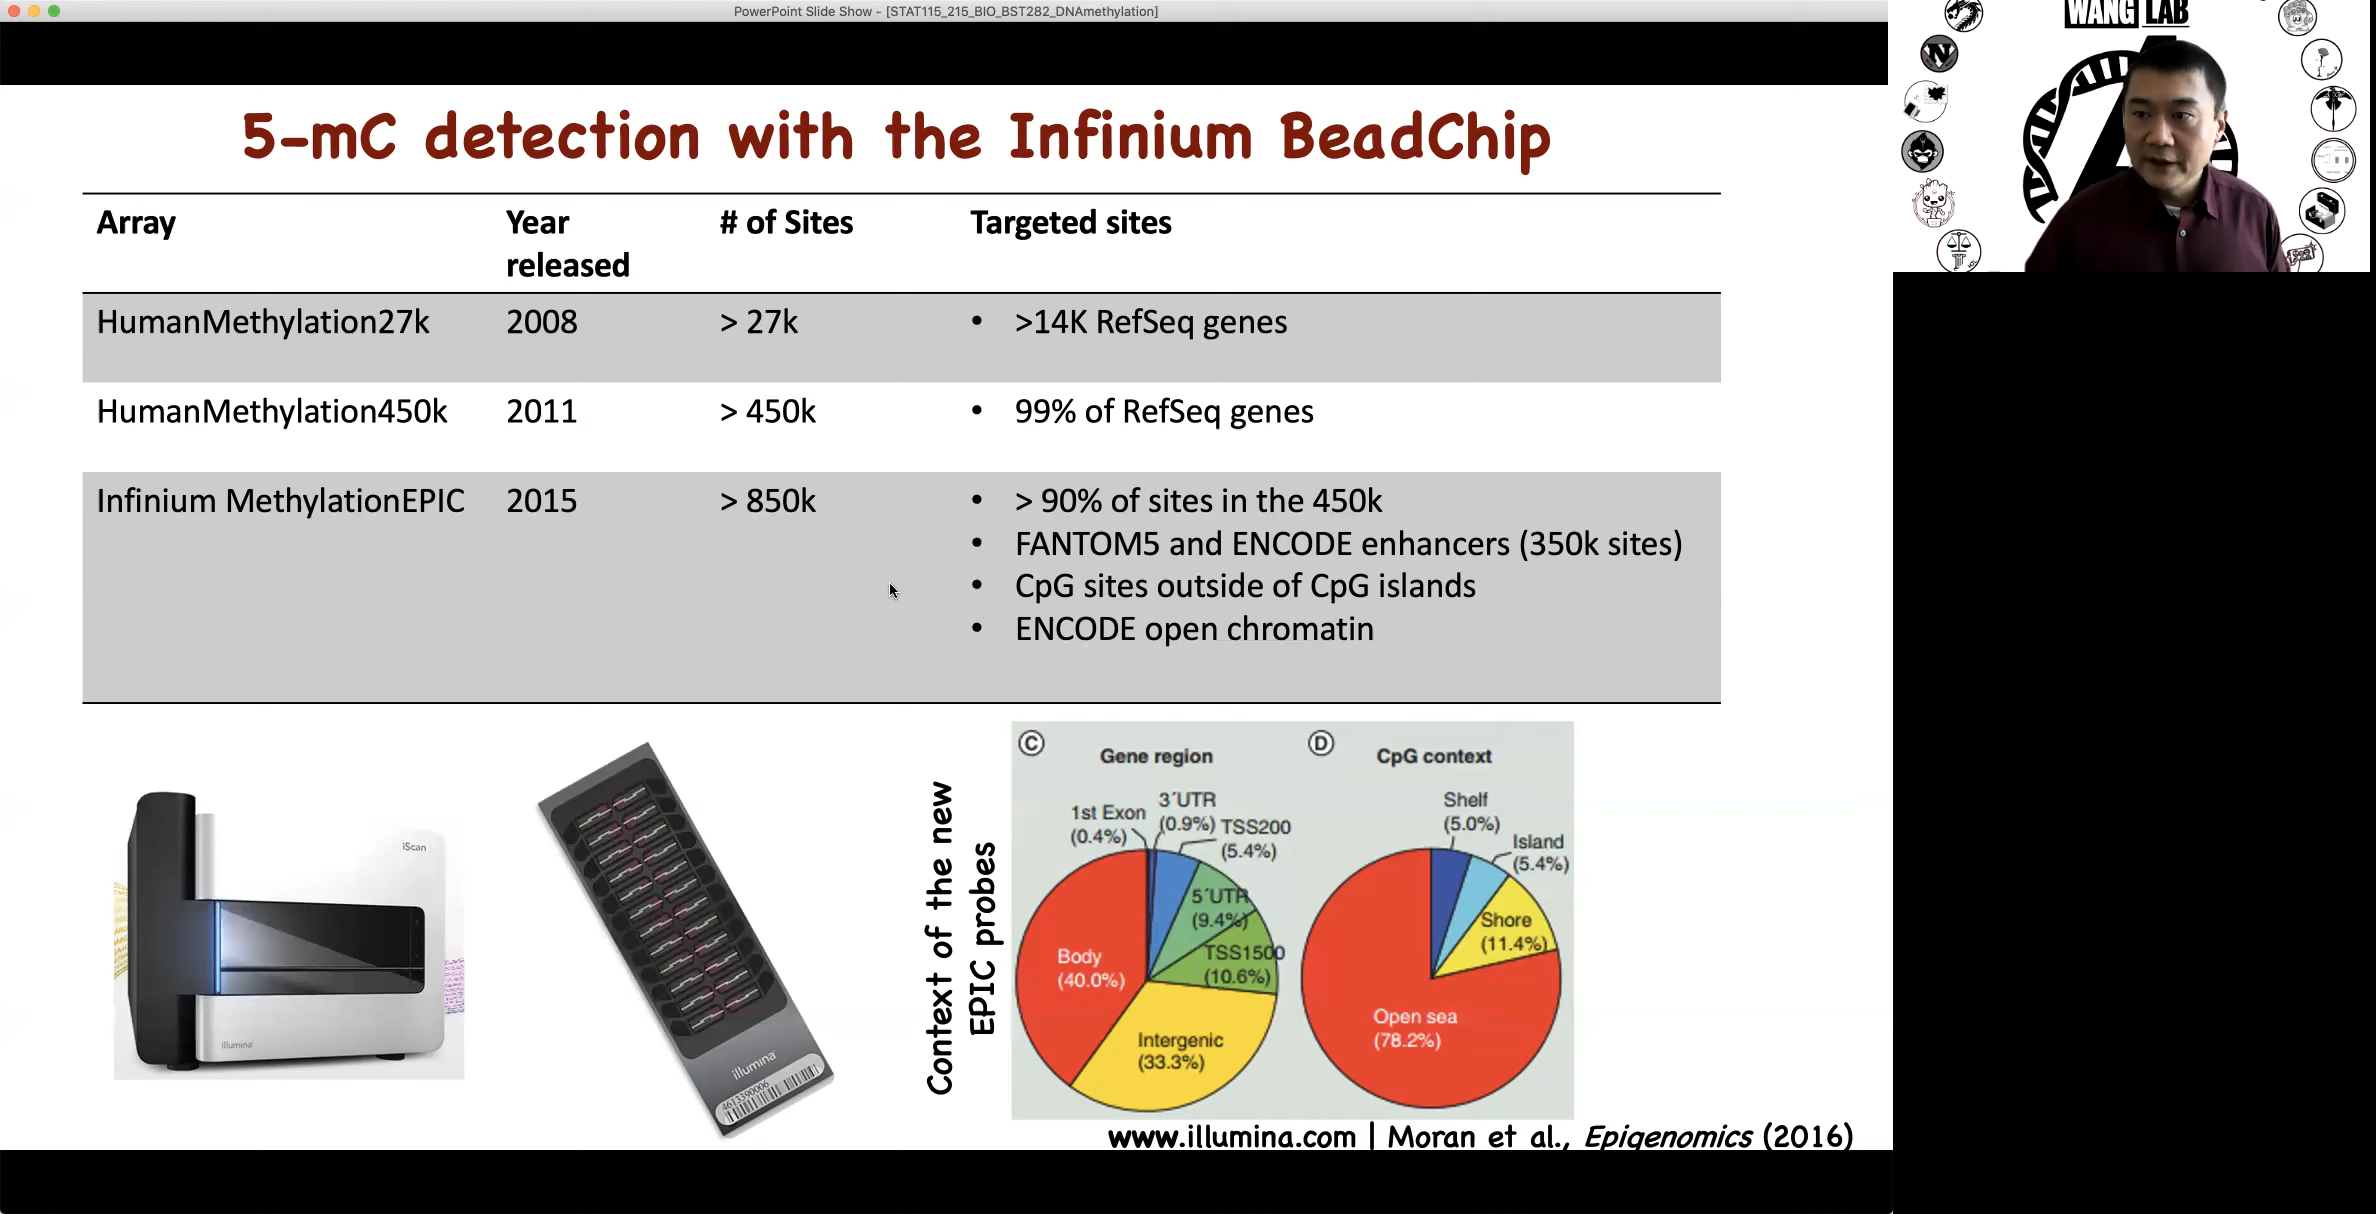 PowerPoint Slide Show - [STAT115_215_BIO_BST282_DNAmethylation]
WANG LAB
5-mC detection with the Infinium BeadChip
Array
Year
released
# of Sites
Targeted sites
HumanMethylation27k
2008
> 27k
• >14K RefSeq genes
HumanMethylation450k
2011
> 450k
• 99% of RefSeq genes
Infinium MethylationEPIC
2015
> 850k
• > 90% of sites in the 450k
• FANTOM5 and ENCODE enhancers (350k sites)
• CpG sites outside of CpG islands
• ENCODE open chromatin
iScan
illumina
illumina
4613390006
Context of the new
EPIC probes
C
Gene region
1st Exon
(0.4%)
3´UTR
(0.9%)
TSS200
(5.4%)
5´UTR
(9.4%)
TSS1500
(10.6%)
Body
(40.0%)
Intergenic
(33.3%)
D
CpG context
Shelf
(5.0%)
Island
(5.4%)
Shore
(11.4%)
Open sea
(78.2%)
www.illumina.com | Moran et al., Epigenomics (2016)